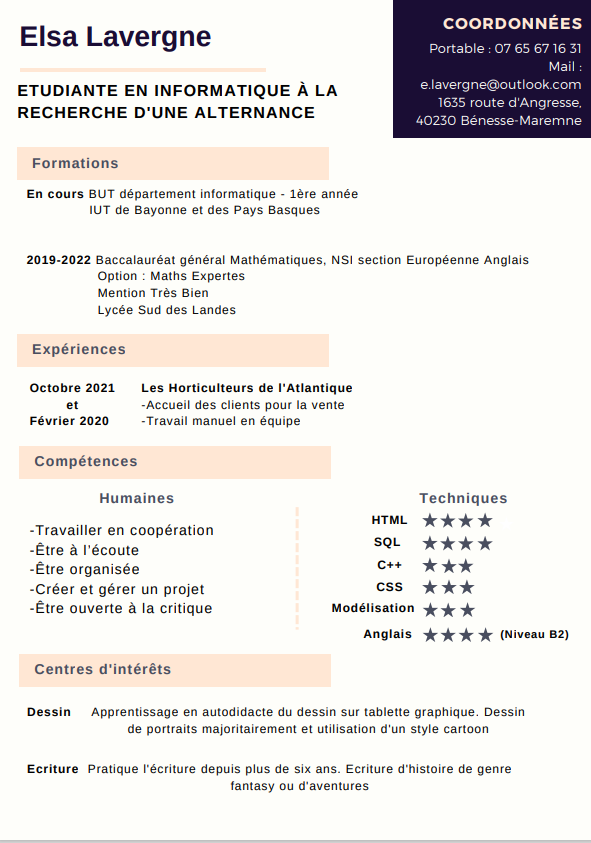 Elsa Lavergne
ETUDIANTE EN INFORMATIQUE À LA
RECHERCHE D'UNE ALTERNANCE
COORDONNÉES
Portable : 07 65 67 16 31
Mail :
e.lavergne@outlook.com
1635 route d'Angresse,
40230 Bénesse-Maremne
Formations
En cours BUT département informatique - 1ère année
IUT de Bayonne et des Pays Basques
2019-2022 Baccalauréat général Mathématiques, NSI section Européenne Anglais
Option : Maths Expertes
Mention Très Bien
Lycée Sud des Landes
Expériences
Octobre 2021
et
Février 2020
Les Horticulteurs de l'Atlantique
-Accueil des clients pour la vente
-Travail manuel en équipe
Compétences
Humaines
-Travailler en coopération
-Être à l'écoute
-Être organisée
-Créer et gérer un projet
-Être ouverte à la critique
Techniques
HTML ★★★★
SQL ★★★★
C++ ★★★
CSS ★★★
Modélisation ★★★
Anglais ★★★★ (Niveau B2)
Centres d'intérêts
Dessin Apprentissage en autodidacte du dessin sur tablette graphique. Dessin
de portraits majoritairement et utilisation d'un style cartoon
Ecriture Pratique l'écriture depuis plus de six ans. Ecriture d'histoire de genre
fantasy ou d'aventures